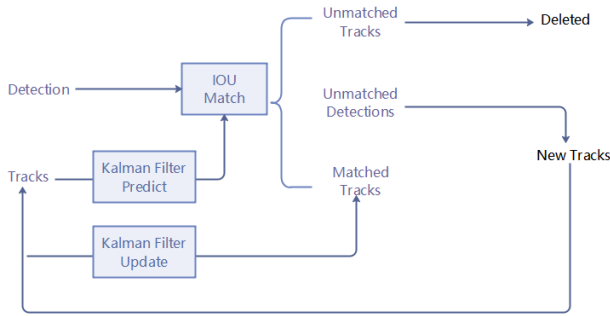 Unmatched
Tracks
Deleted
IOU
Match
Detection
Unmatched
Detections
New Tracks
Kalman Filter
Predict
Tracks
Matched
Tracks
Kalman Filter
Update